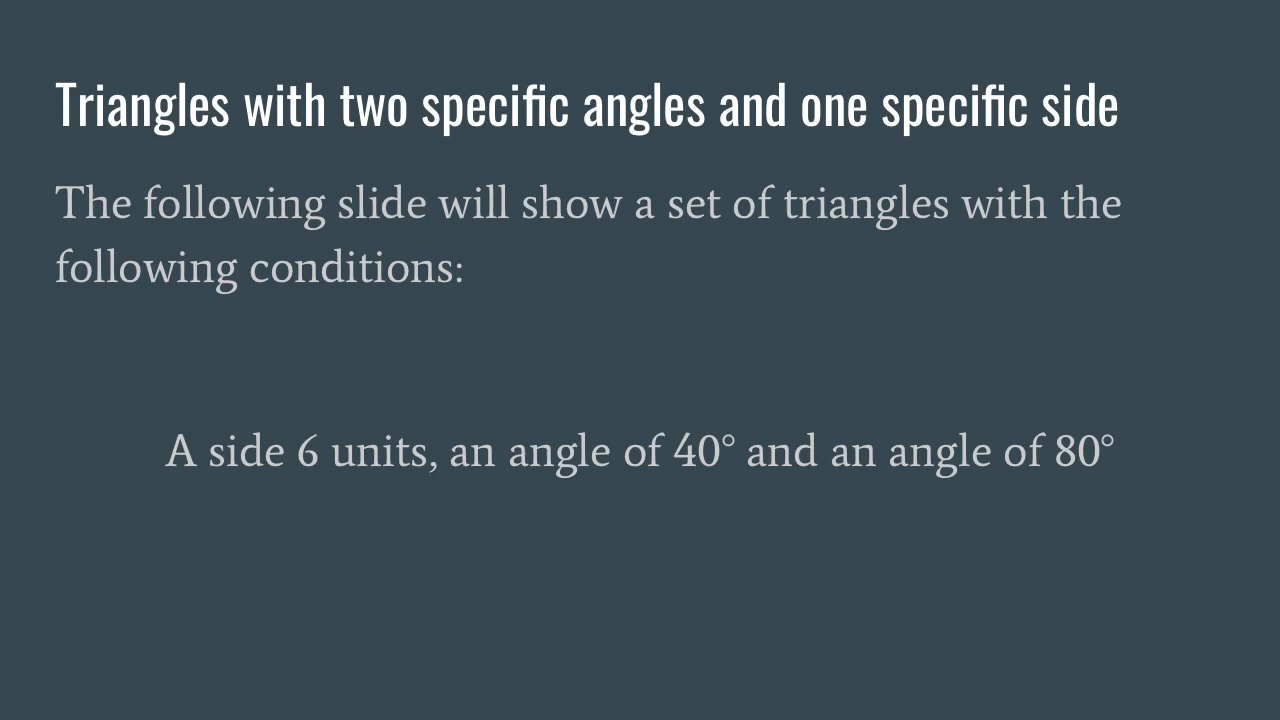 Triangles with two specific angles and one specific side
The following slide will show a set of triangles with the
following conditions:
A side 6 units, an angle of 40° and an angle of 80°